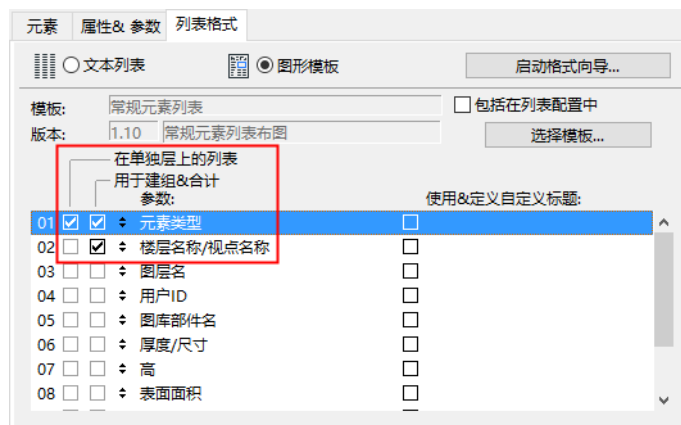 元素 属性& 参数 列表格式
文本列表 图形模板 启动格式向导...
模板: 常规元素列表 包括在列表配置中
版本: 1.10 常规元素列表布图 选择模板...
在单独层上的列表
用于建组&合计
参数: 使用&定义自定义标题:
01 元素类型
02 楼层名称/视点名称
03 图层名
04 用户ID
05 图库部件名
06 厚度/尺寸
07 高
08 表面面积